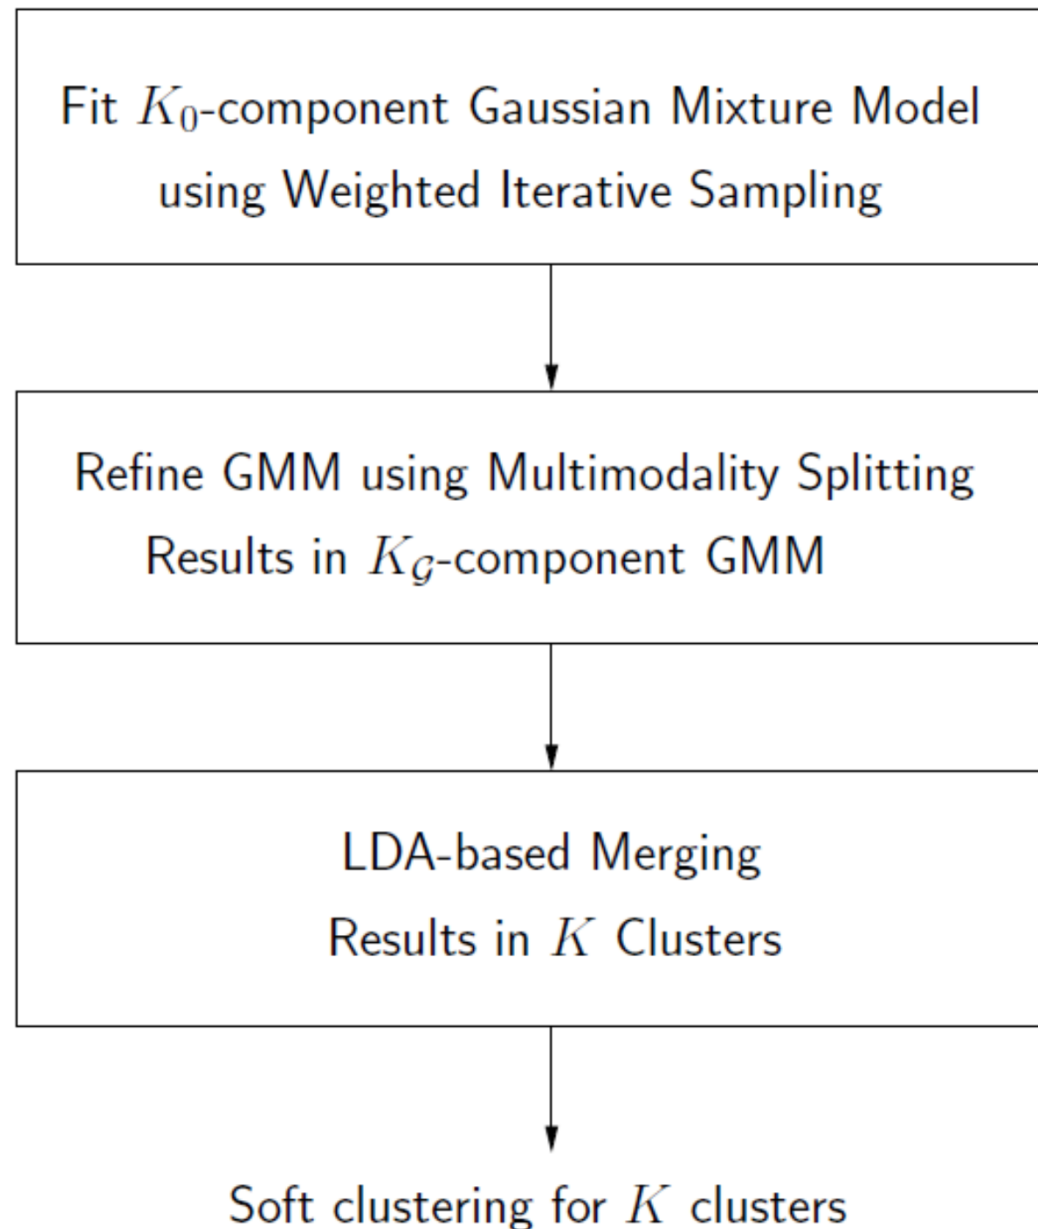 Fit K₀-component Gaussian Mixture Model
using Weighted Iterative Sampling
Refine GMM using Multimodality Splitting
Results in K_𝒢-component GMM
LDA-based Merging
Results in K Clusters
Soft clustering for K clusters